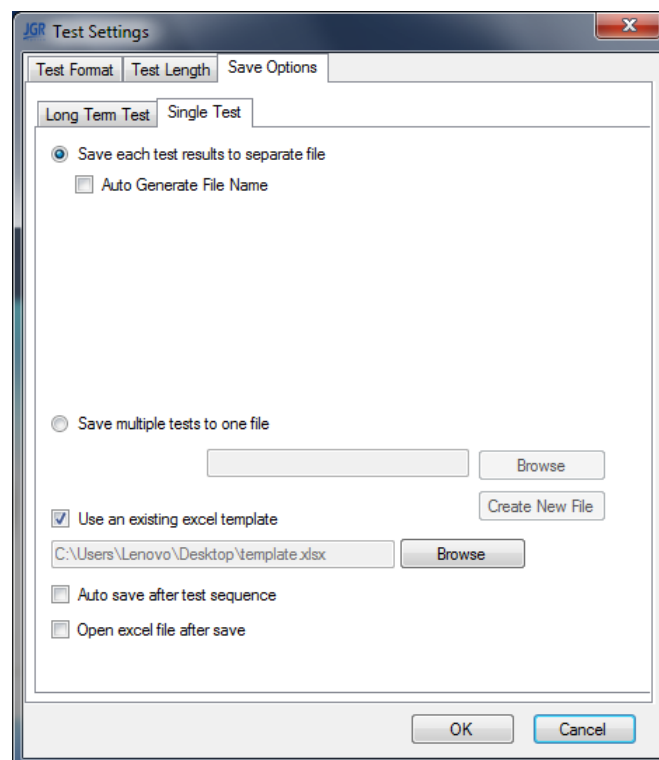 JGR Test Settings
Test Format Test Length Save Options
Long Term Test Single Test
Save each test results to separate file
Auto Generate File Name
Save multiple tests to one file
Browse
Create New File
Use an existing excel template
C:\Users\Lenovo\Desktop\template.xlsx Browse
Auto save after test sequence
Open excel file after save
OK Cancel